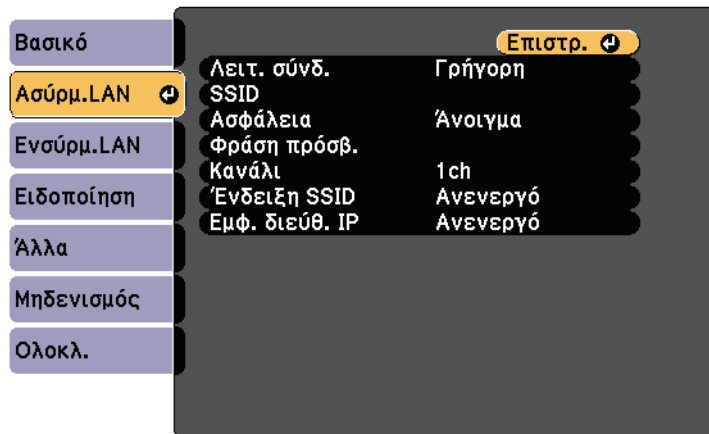 Βασικό
Ασύρμ.LAN
Ενσύρμ.LAN
Ειδοποίηση
Άλλα
Μηδενισμός
Ολοκλ.
Επιστρ.
Λειτ. σύνδ. Γρήγορη
SSID
Ασφάλεια Άνοιγμα
Φράση πρόσβ.
Κανάλι 1ch
Ένδειξη SSID Ανενεργό
Εμφ. διεύθ. IP Ανενεργό